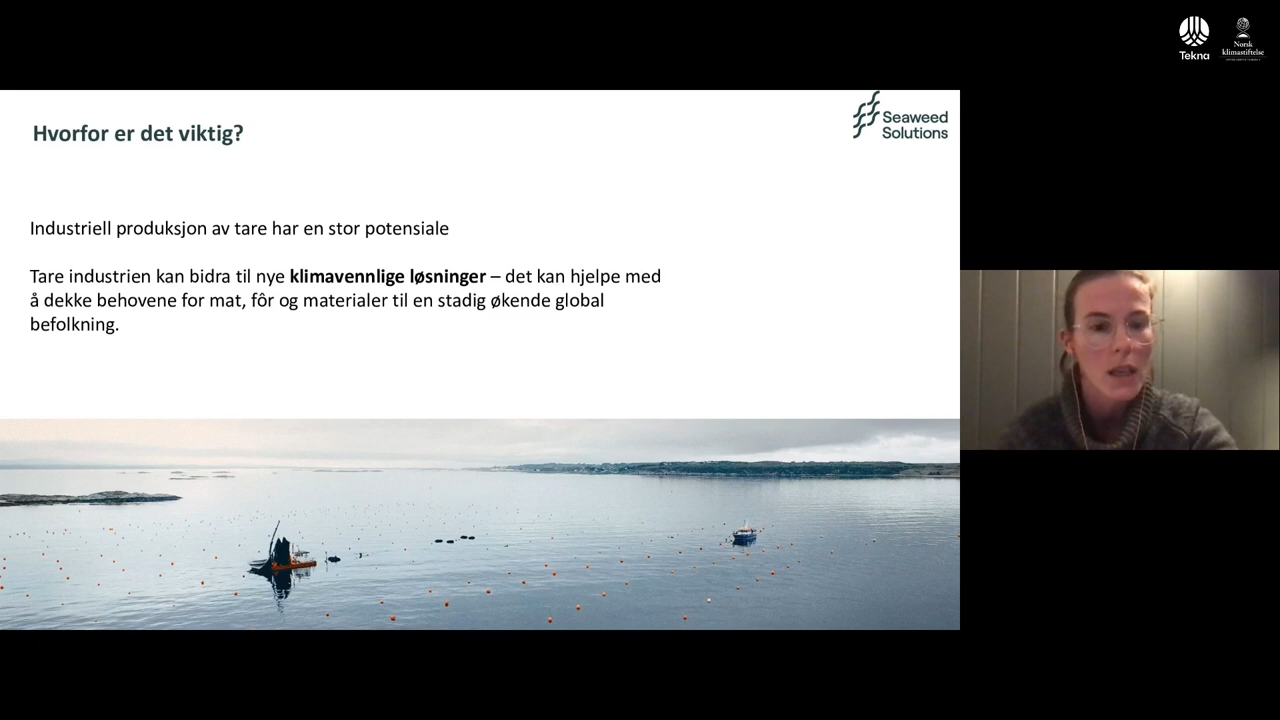 Tekna
Norsk
klimastiftelse
Hvorfor er det viktig?
Seaweed
Solutions
Industriell produksjon av tare har en stor potensiale
Tare industrien kan bidra til nye klimavennlige løsninger – det kan hjelpe med
å dekke behovene for mat, fôr og materialer til en stadig økende global
befolkning.